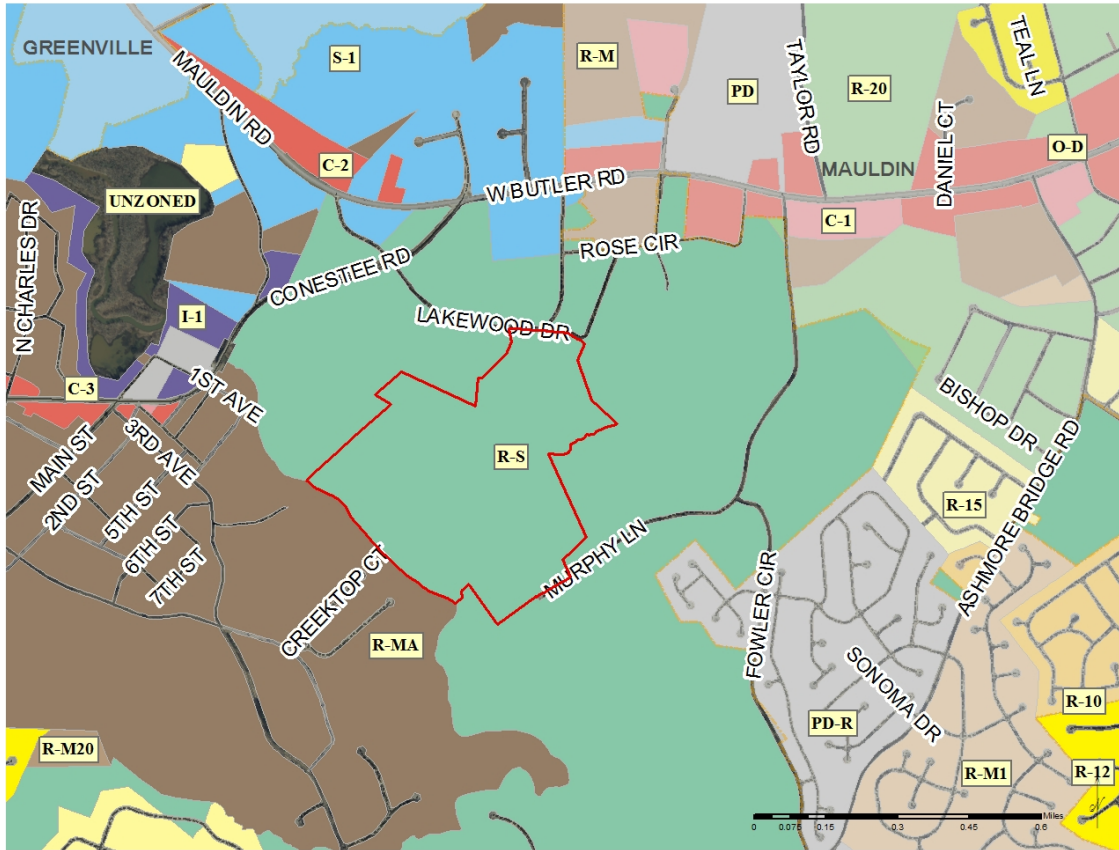 GREENVILLE
S-1
R-M
PD
TAYLOR RD
R-20
TEAL LN
MAULDIN RD
DANIEL CT
O-D
C-2
MAULDIN
UNZONED
W BUTLER RD
C-1
N CHARLES DR
CONESTEE RD
ROSE CIR
I-1
LAKEWOOD DR
C-3
1ST AVE
BISHOP DR
MAIN ST
3RD AVE
R-S
2ND ST
5TH ST
R-15
6TH ST
ASHMORE BRIDGE RD
7TH ST
MURPHY LN
CREEKTOP CT
R-MA
FOWLER CIR
SONOMA DR
R-10
PD-R
R-M20
R-M1
R-12
Miles
0 0.075 0.15 0.3 0.45 0.6